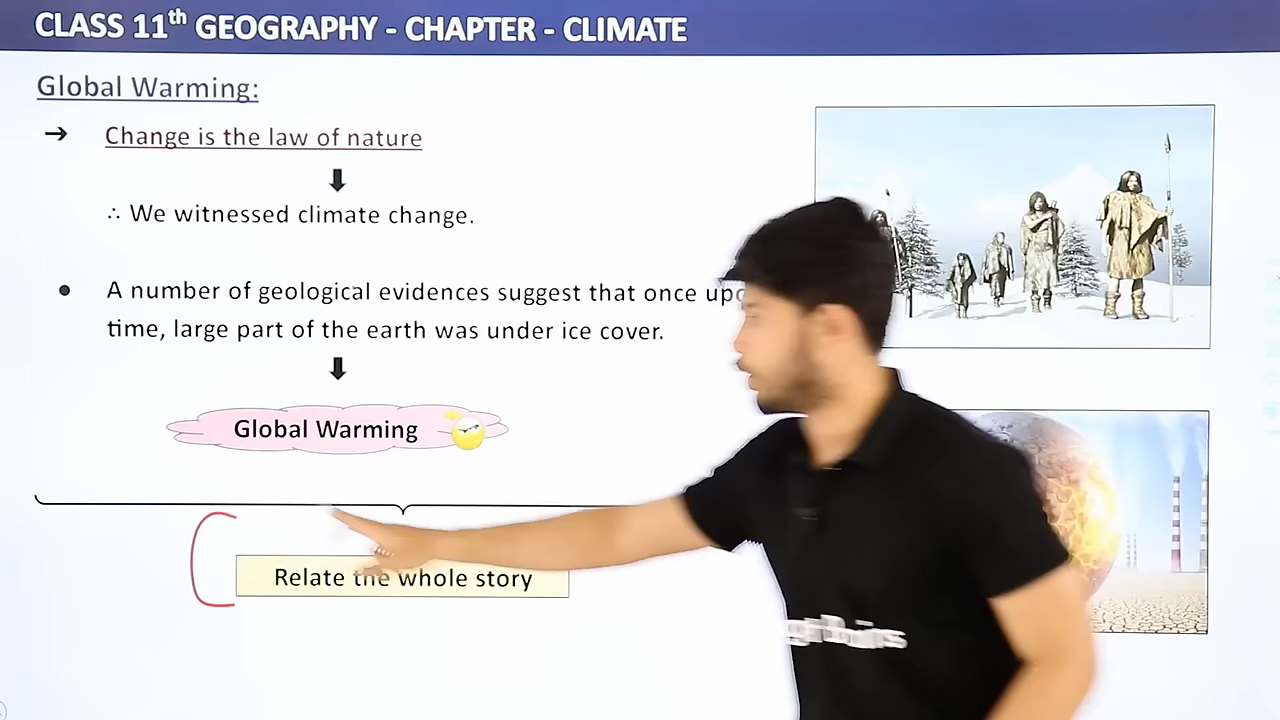 CLASS 11th GEOGRAPHY - CHAPTER - CLIMATE
Global Warming:
→ Change is the law of nature
∴ We witnessed climate change.
● A number of geological evidences suggest that once
time, large part of the earth was under ice cover.
Global Warming
Relate the whole story